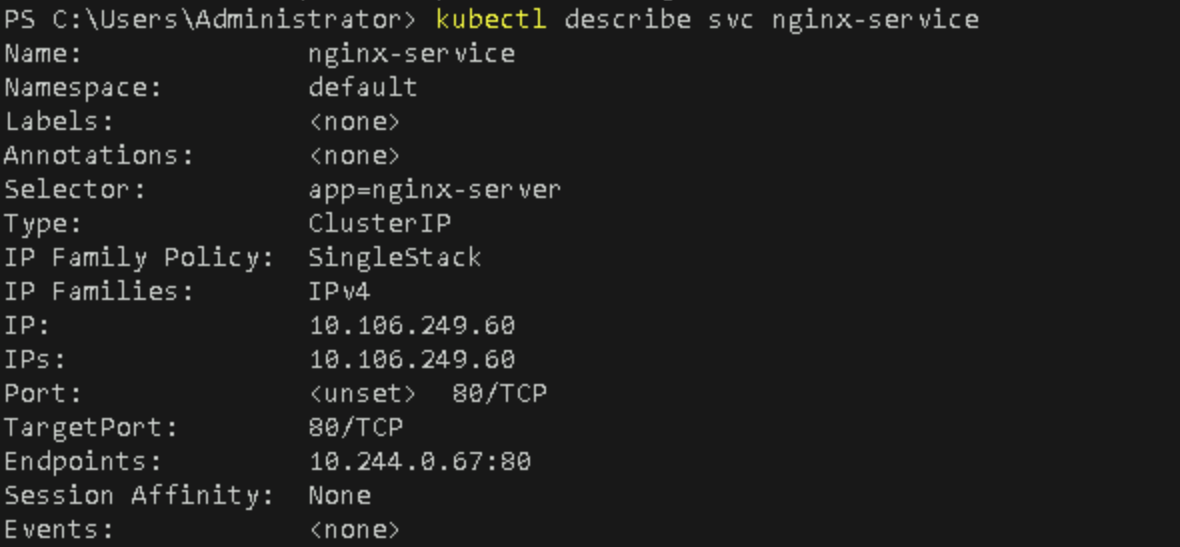 PS C:\Users\Administrator> kubectl describe svc nginx-service
Name:              nginx-service
Namespace:         default
Labels:            <none>
Annotations:       <none>
Selector:          app=nginx-server
Type:              ClusterIP
IP Family Policy:  SingleStack
IP Families:       IPv4
IP:                10.106.249.60
IPs:               10.106.249.60
Port:              <unset>  80/TCP
TargetPort:        80/TCP
Endpoints:         10.244.0.67:80
Session Affinity:  None
Events:            <none>